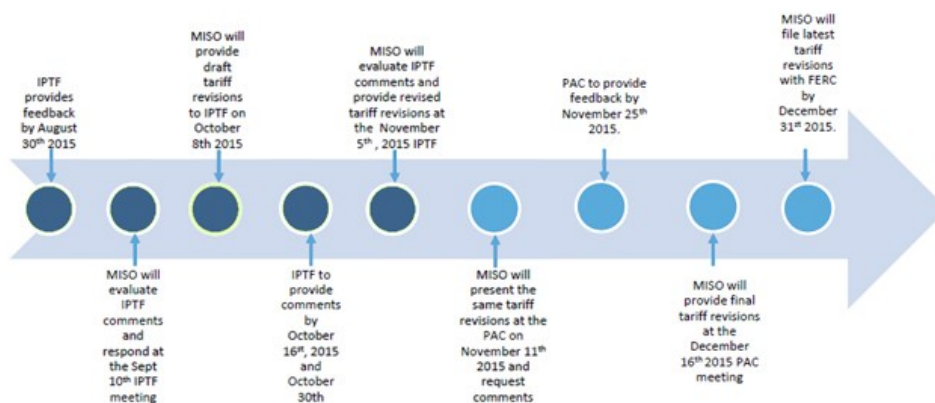 IPTF
provides
feedback
by August
30th 2015
MISO will
evaluate
IPTF
comments
and
respond at
the Sept
10th IPTF
meeting
MISO will
provide
draft
tariff
revisions
to IPTF on
October
8th 2015
IPTF to
provide
comments
by
October
16st, 2015
and
October
30th
MISO will
evaluate IPTF
comments and
provide revised
tariff revisions at
the November
5th, 2015 IPTF
MISO will
present the
same tariff
revisions at the
PAC on
November 11th
2015 and
request
comments
PAC to provide
feedback by
November 25th
2015.
MISO will
provide final
tariff revisions
at the
December
16th 2015 PAC
meeting
MISO will
file latest
tariff
revisions
with FERC
by
December
31st 2015.